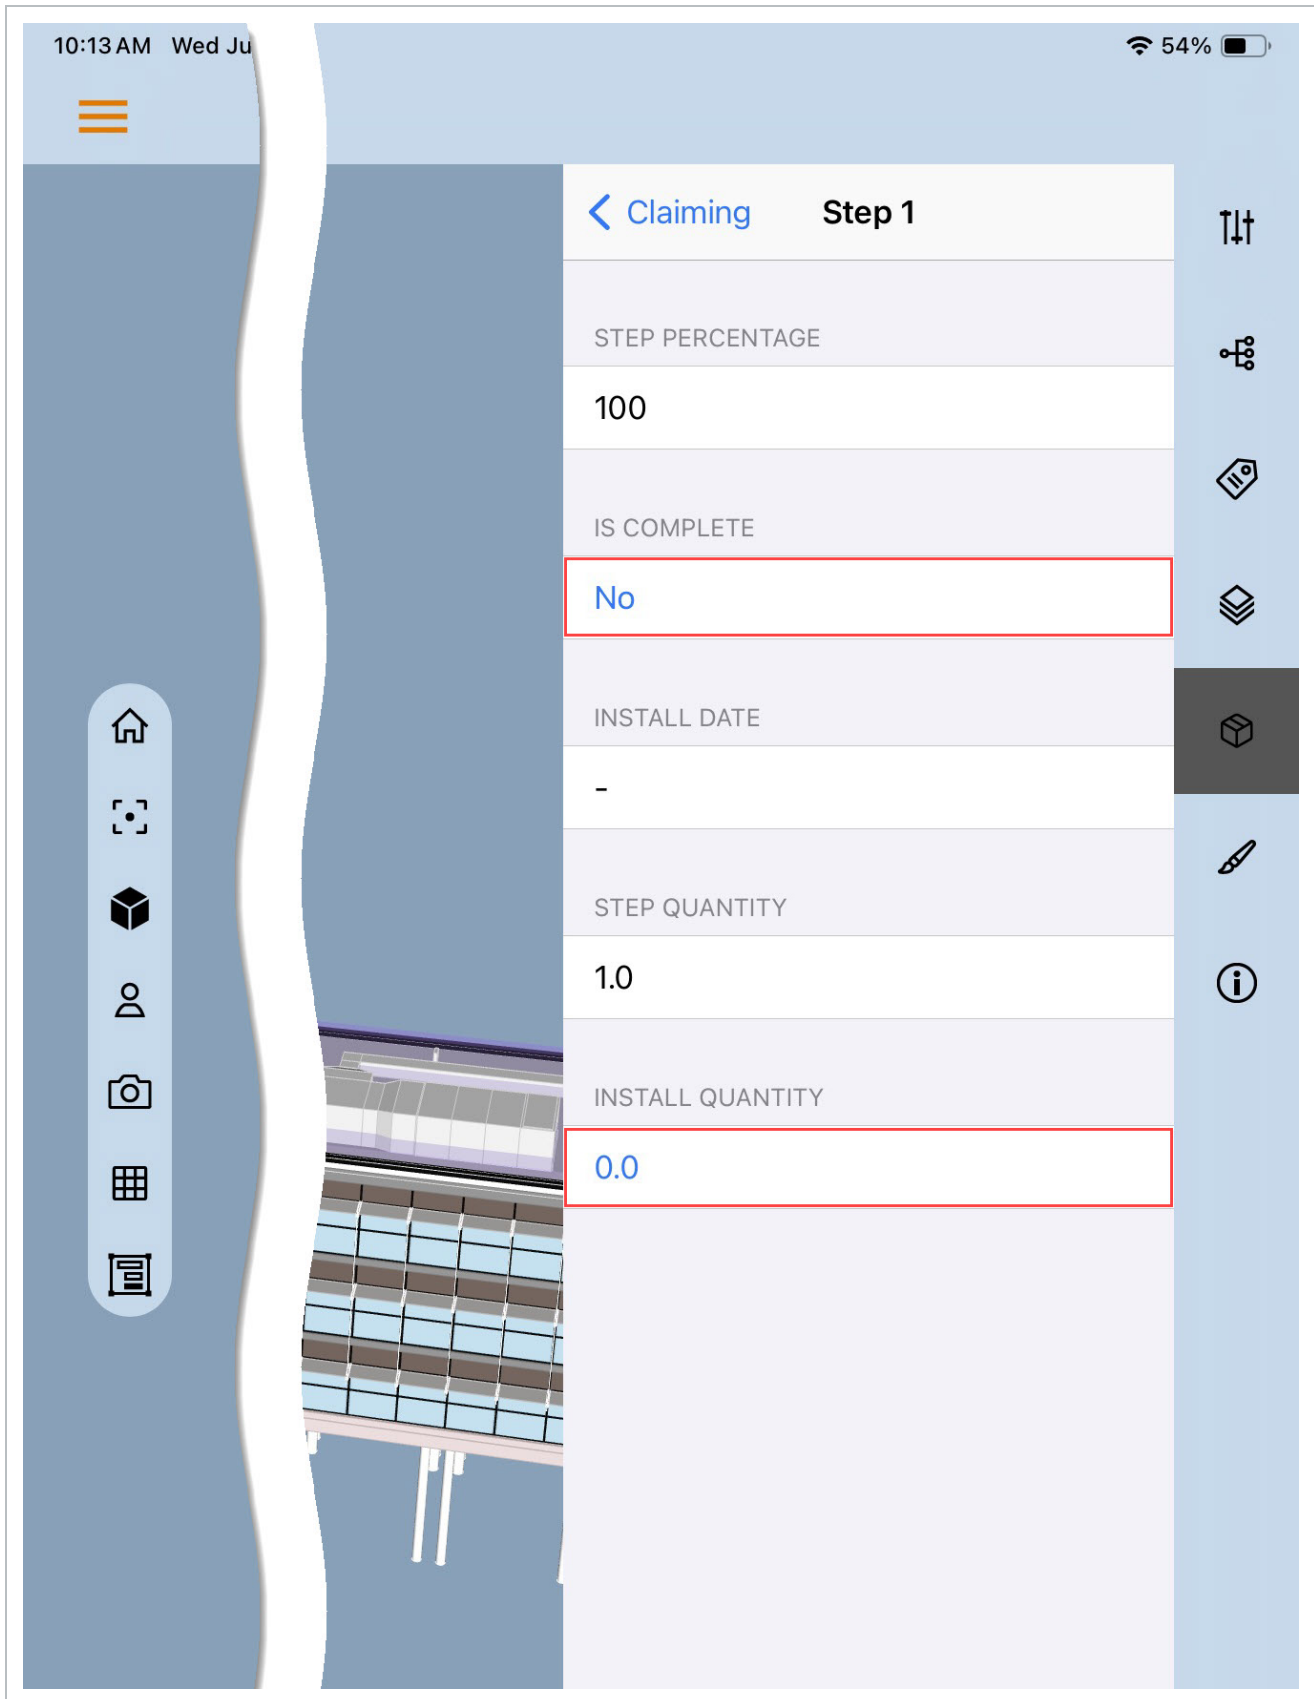 10:13 AM Wed Ju
54%
Claiming Step 1
STEP PERCENTAGE
100
IS COMPLETE
No
INSTALL DATE
-
STEP QUANTITY
1.0
INSTALL QUANTITY
0.0